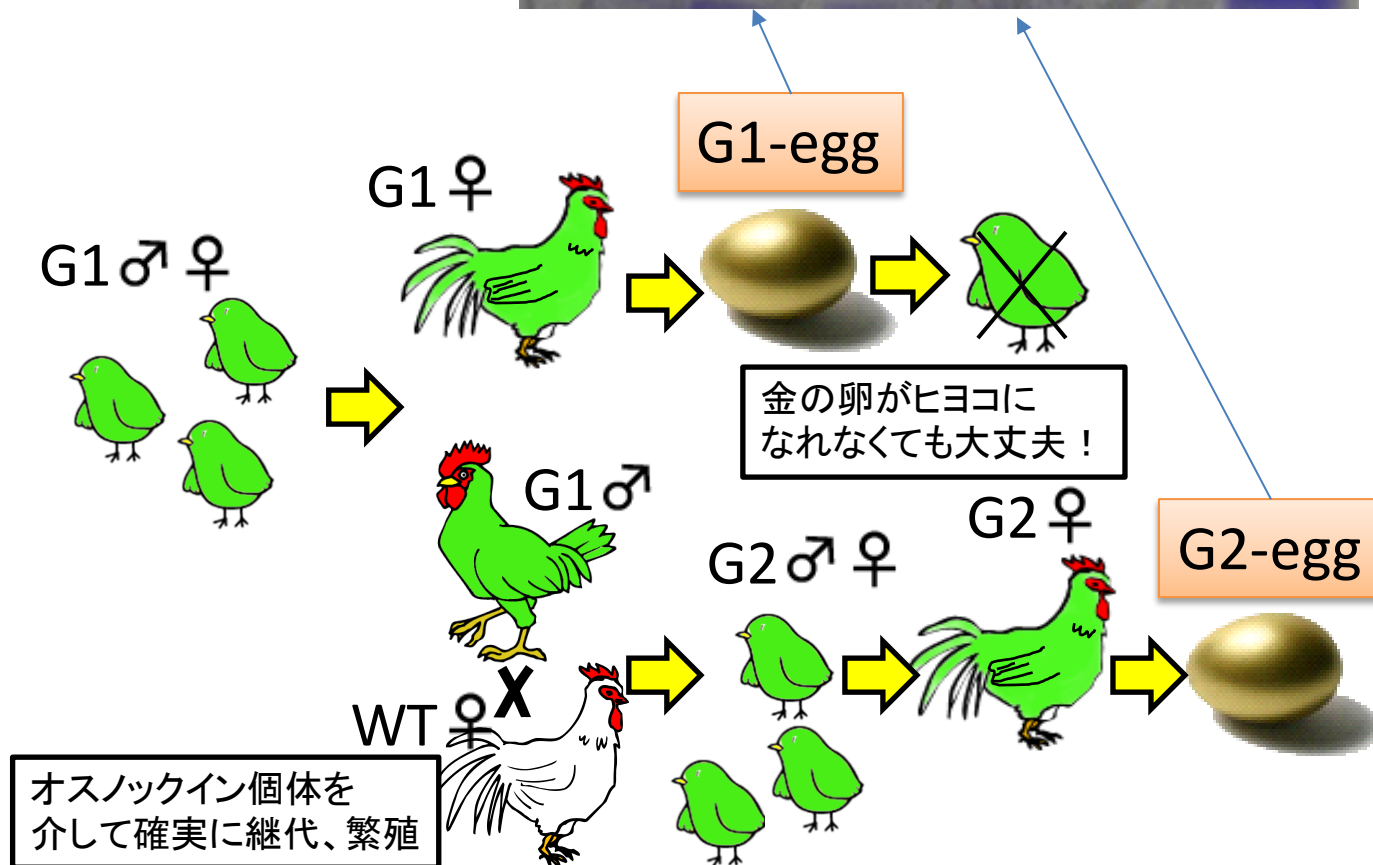 G1-egg
G1♀
G1♂♀
金の卵がヒヨコに
なれなくても大丈夫！
G1♂
G2♀
G2-egg
G2♂♀
X
WT♀
オスノックイン個体を
介して確実に継代、繁殖